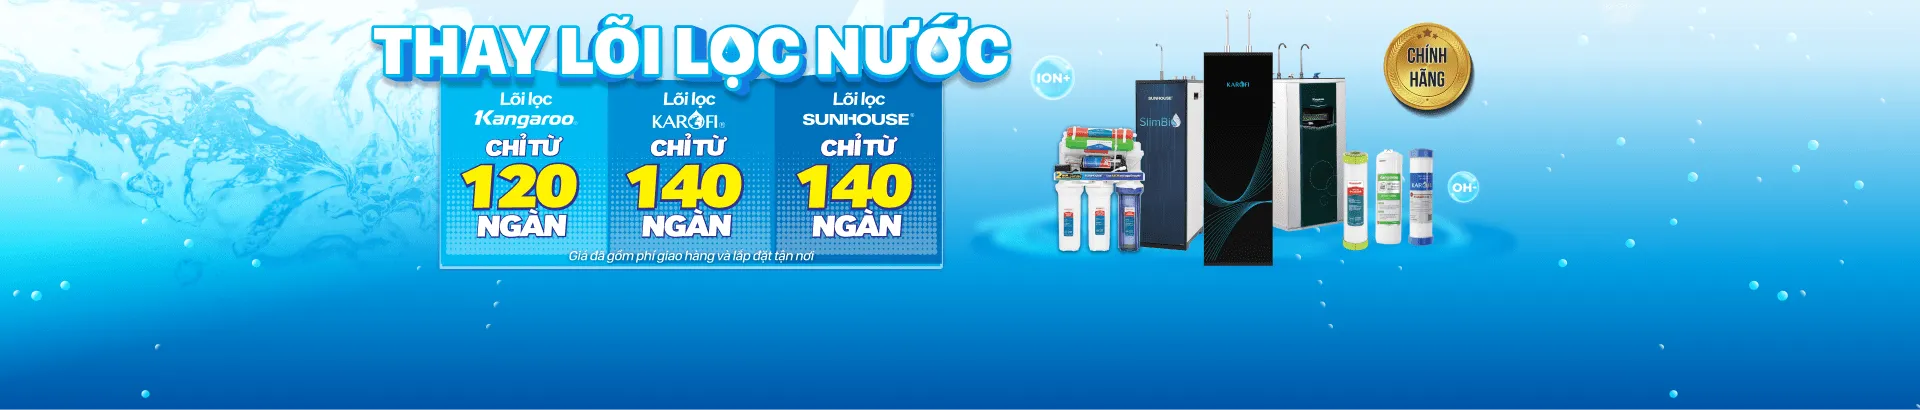 THAY LÕI LỌC NƯỚC
Lõi lọc
Kangaroo
CHỈ TỪ
120
NGÀN
Lõi lọc
KAROFI®
CHỈ TỪ
140
NGÀN
Lõi lọc
SUNHOUSE®
CHỈ TỪ
140
NGÀN
Giá đã gồm phí giao hàng và lắp đặt tận nơi
ION+
SUNHOUSE
SlimBio
KAROFI
CHÍNH
HÃNG
OH-
KAROFI